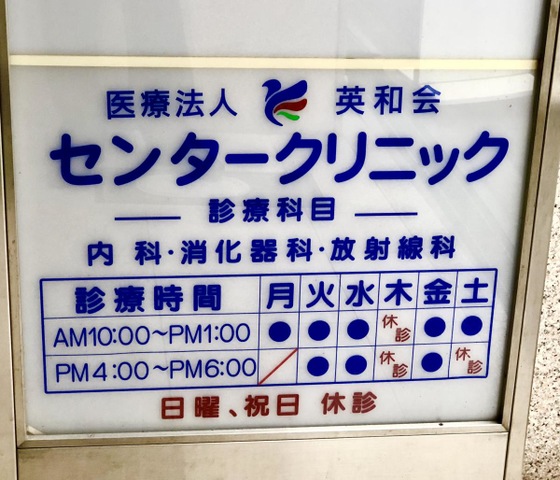 医療法人 英和会
センタークリニック
診療科目
内科・消化器科・放射線科
診療時間 月 火 水 木 金 土
AM10:00～PM1:00 ● ● ● 休診 ● ●
PM4:00～PM6:00 ／ ● ● 休診 ● 休診
日曜、祝日 休診